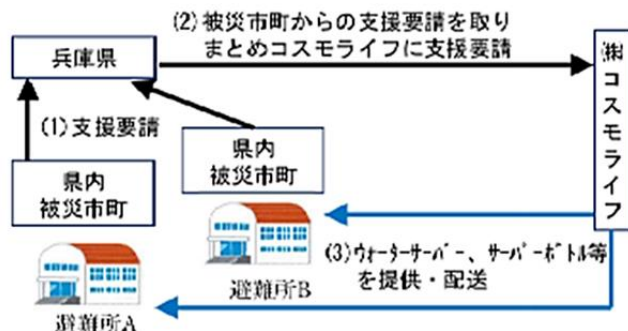 (2) 被災市町からの支援要請を取り
まとめコスモライフに支援要請
兵庫県
㈱コスモライフ
(1)支援要請
県内
被災市町
県内
被災市町
(3)ウォーターサーバー、サーバーボトル等
を提供・配送
避難所B
避難所A